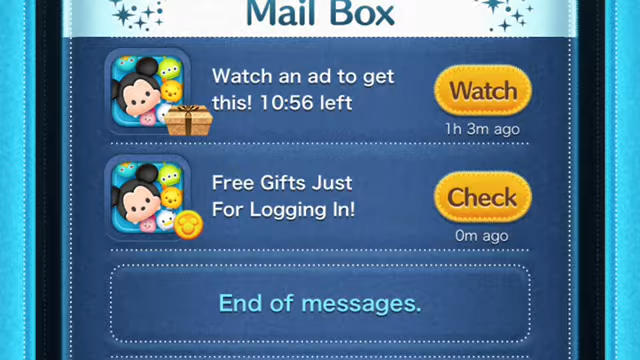 Mail Box
Watch an ad to get
this! 10:56 left
Watch
1h 3m ago
Free Gifts Just
For Logging In!
Check
0m ago
End of messages.